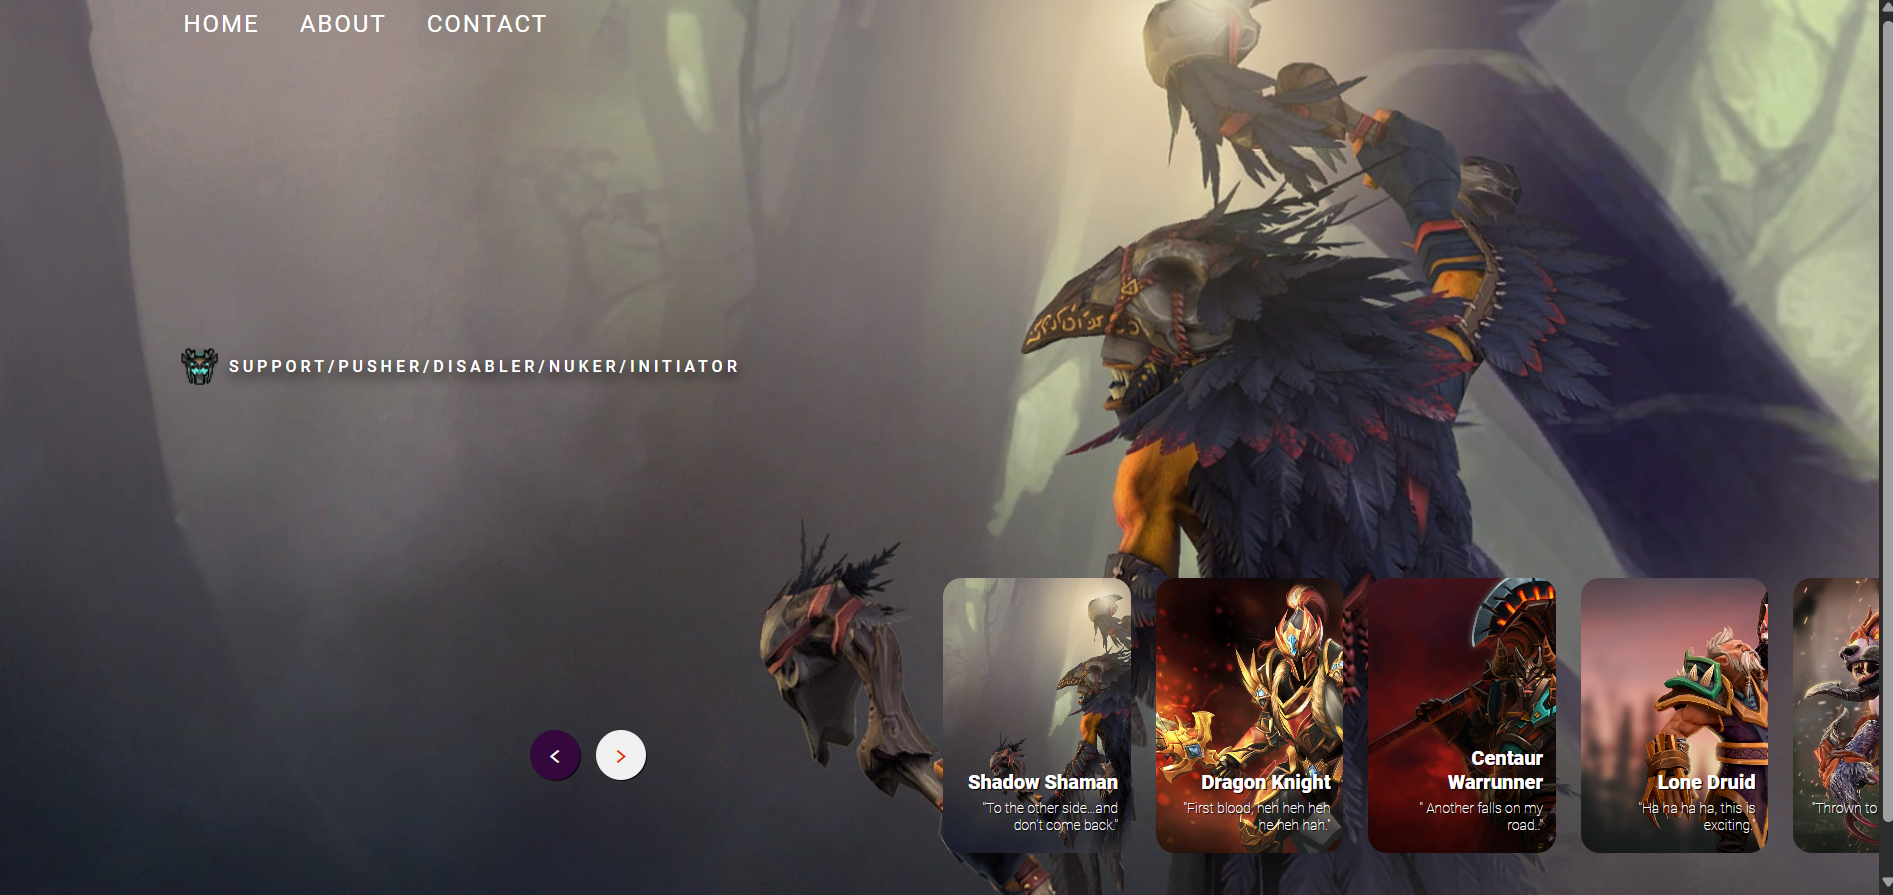 HOME ABOUT CONTACT
SUPPORT/PUSHER/DISABLER/NUKER/INITIATOR
Shadow Shaman
"To the other side...and
don't come back."
Dragon Knight
"First blood, heh heh heh
he heh hah."
Centaur
Warrunner
" Another falls on my
road.."
Lone Druid
"Ha ha ha ha, this is
exciting."
"Thrown to